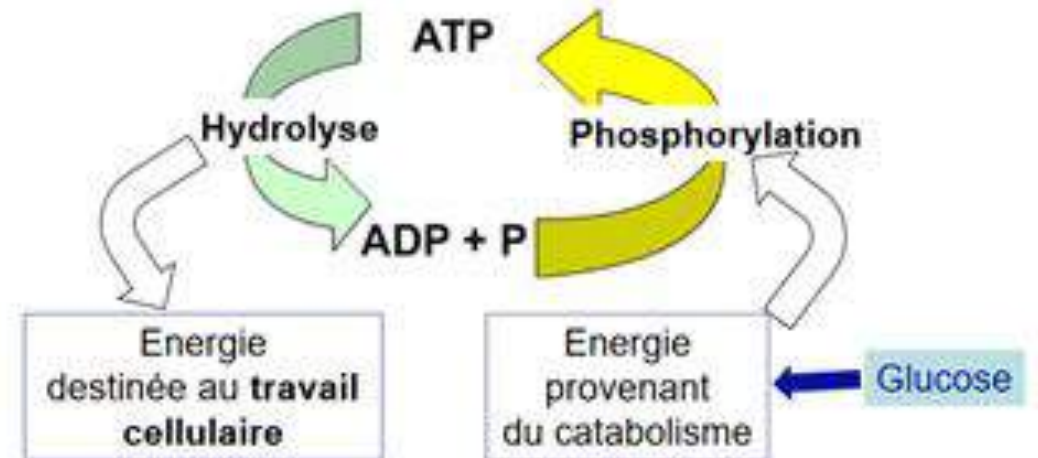 ATP
Hydrolyse
Phosphorylation
ADP + P
Energie
destinée au travail
cellulaire
Energie
provenant
du catabolisme
Glucose